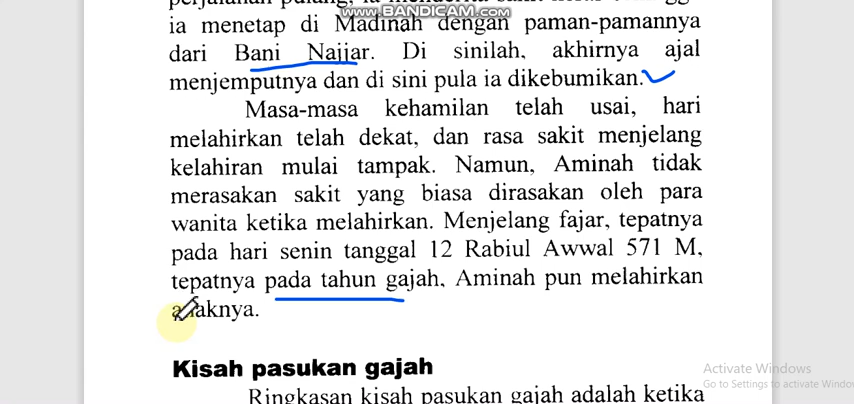 www.BANDICAM.com
ia menetap di Madinah dengan paman-pamannya
dari Bani Najjar. Di sinilah, akhirnya ajal
menjemputnya dan di sini pula ia dikebumikan.
Masa-masa kehamilan telah usai, hari
melahirkan telah dekat, dan rasa sakit menjelang
kelahiran mulai tampak. Namun, Aminah tidak
merasakan sakit yang biasa dirasakan oleh para
wanita ketika melahirkan. Menjelang fajar, tepatnya
pada hari senin tanggal 12 Rabiul Awwal 571 M,
tepatnya pada tahun gajah, Aminah pun melahirkan
anaknya.
Kisah pasukan gajah
Ringkasan kisah pasukan gajah adalah ketika
Activate Windows
Go to Settings to activate Windo